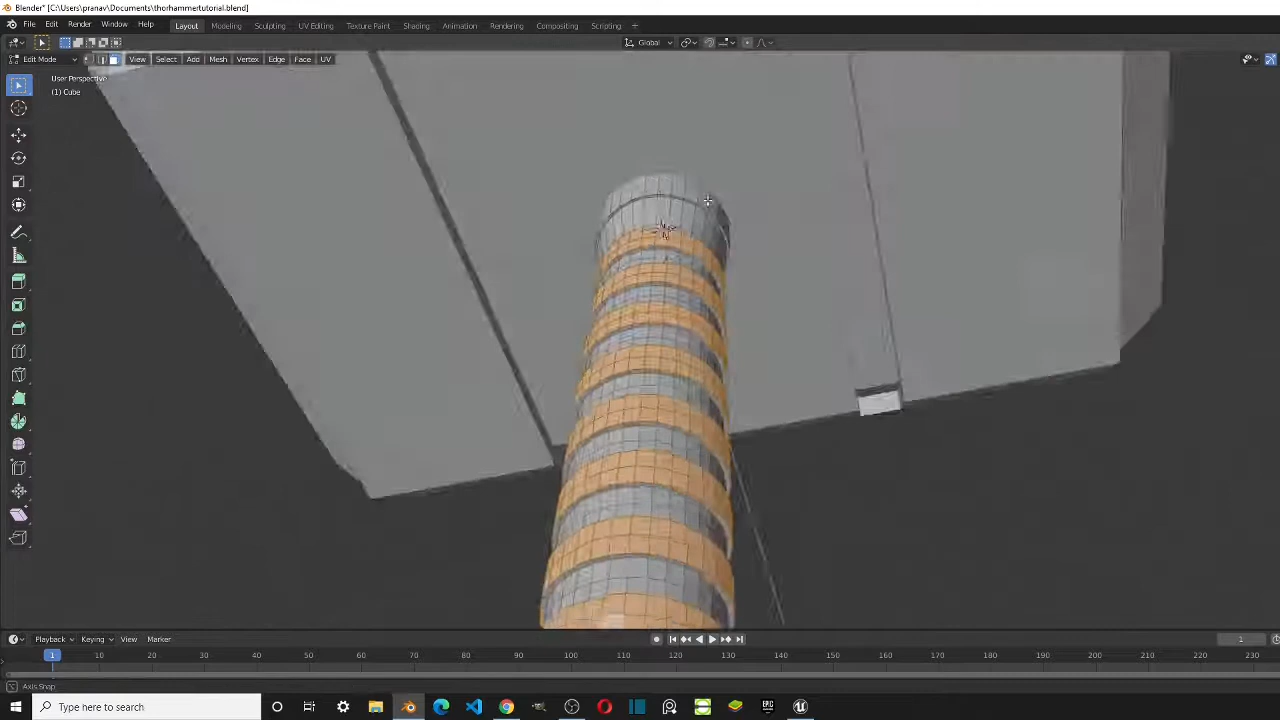 Blender* [C:\Users\pranav\Documents\thorhammertutorial.blend]
File Edit Render Window Help Layout Modeling Sculpting UV Editing Texture Paint Shading Animation Rendering Compositing Scripting +
Global
Edit Mode View Select Add Mesh Vertex Edge Face UV
User Perspective
(1) Cube
Playback Keying View Marker 1
1 10 20 30 40 50 60 70 80 90 100 110 120 130 140 150 160 170 180 190 200 210 220 230
Axis Snap
Type here to search